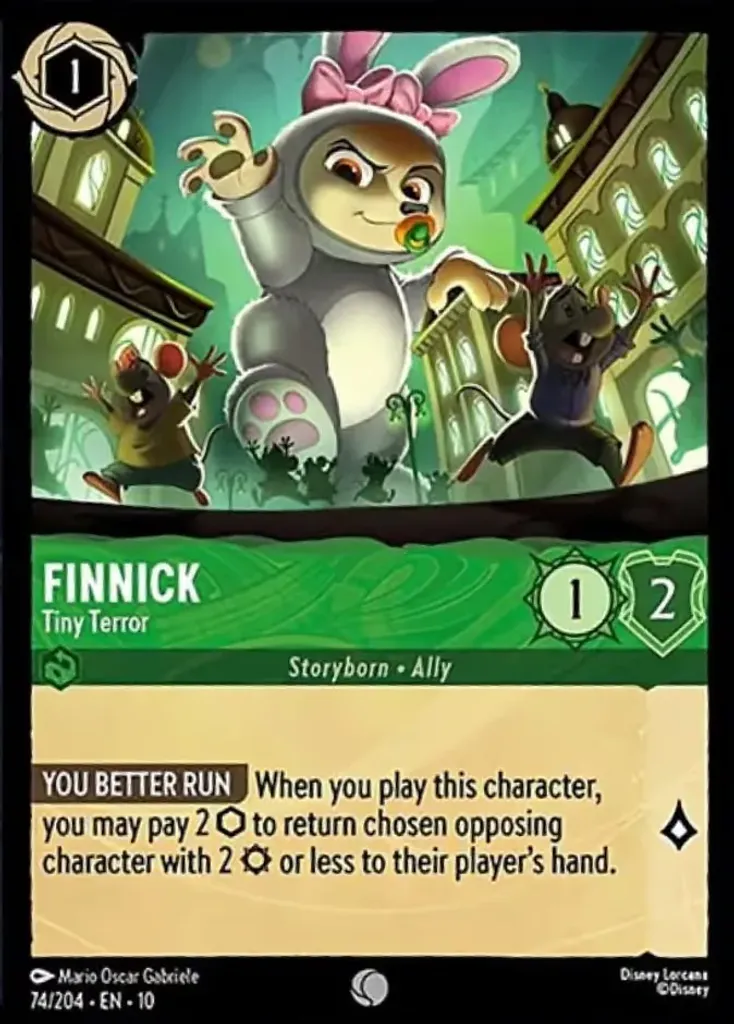 1
FINNICK
Tiny Terror
1
2
Storyborn • Ally
YOU BETTER RUN When you play this character,
you may pay 2 ⬡ to return chosen opposing
character with 2 ¤ or less to their player's hand.
Mario Oscar Gabriele
74/204 • EN • 10
Disney Lorcana
©Disney